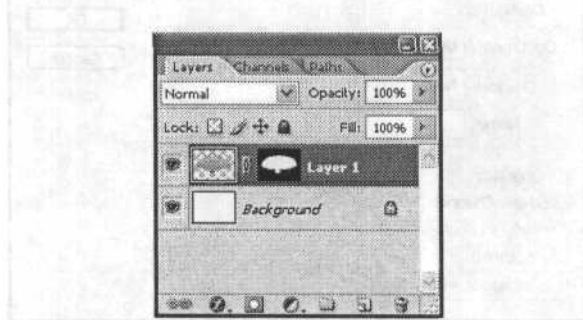 Layers Channels Paths
Normal Opacity: 100%
Lock: Fill: 100%
Layer 1
Background